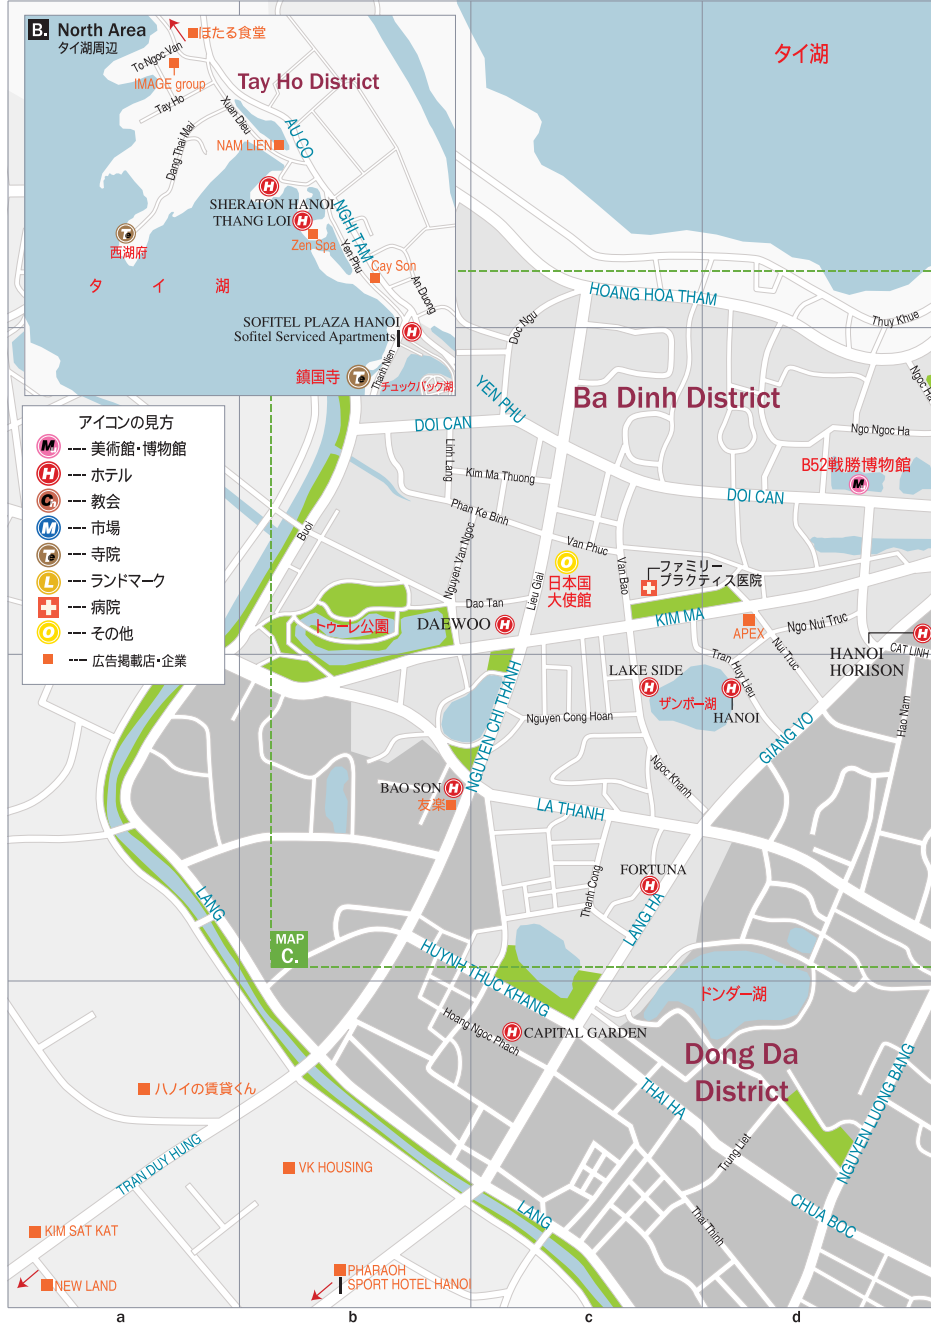 B. North Area
タイ湖周辺
ほたる食堂
To Ngoc Van
IMAGE group
Tay Ho
Tay Ho District
Xuan Dieu
Dang Thai Mai
NAM LIEN
AU CO
SHERATON HANOI
THANG LOI
NGHI TAM
Zen Spa
Yen Phu
Cay Son
An Duong
西湖府
タイ湖
SOFITEL PLAZA HANOI
Sofitel Serviced Apartments
鎮国寺
Thanh Nien
チュックバック湖
タイ湖
HOANG HOA THAM
Thuy Khue
Doc Ngu
Ngoc Ha
YEN PHU
Ba Dinh District
DOI CAN
Ngo Ngoc Ha
Linh Lang
Kim Ma Thuong
B52戦勝博物館
DOI CAN
Phan Ke Binh
Buoi
Van Phuc
Nguyen Van Ngoc
Lieu Giai
日本国
大使館
Van Bao
ファミリー
プラクティス医院
Dao Tan
DAEWOO
トゥーレ公園
KIM MA
APEX
Ngo Nui Truc
Nui Truc
HANOI
HORISON
CAT LINH
アイコンの見方
M --- 美術館・博物館
H --- ホテル
Ch --- 教会
M --- 市場
Te --- 寺院
L --- ランドマーク
--- 病院
O --- その他
--- 広告掲載店・企業
LAKE SIDE
Tran Huy Lieu
ザンボー湖
HANOI
Hao Nam
NGUYEN CHI THANH
Nguyen Cong Hoan
GIANG VO
Ngoc Khanh
BAO SON
友楽
LA THANH
FORTUNA
Thanh Cong
LANG HA
LANG
MAP
C.
HUYNH THUC KHANG
ドンダー湖
Hoang Ngoc Phach
CAPITAL GARDEN
Dong Da
District
THAI HA
NGUYEN LUONG BANG
ハノイの賃貸くん
Trung Liet
TRAN DUY HUNG
VK HOUSING
LANG
CHUA BOC
Thai Thinh
KIM SAT KAT
NEW LAND
PHARAOH
SPORT HOTEL HANOI
a b c d